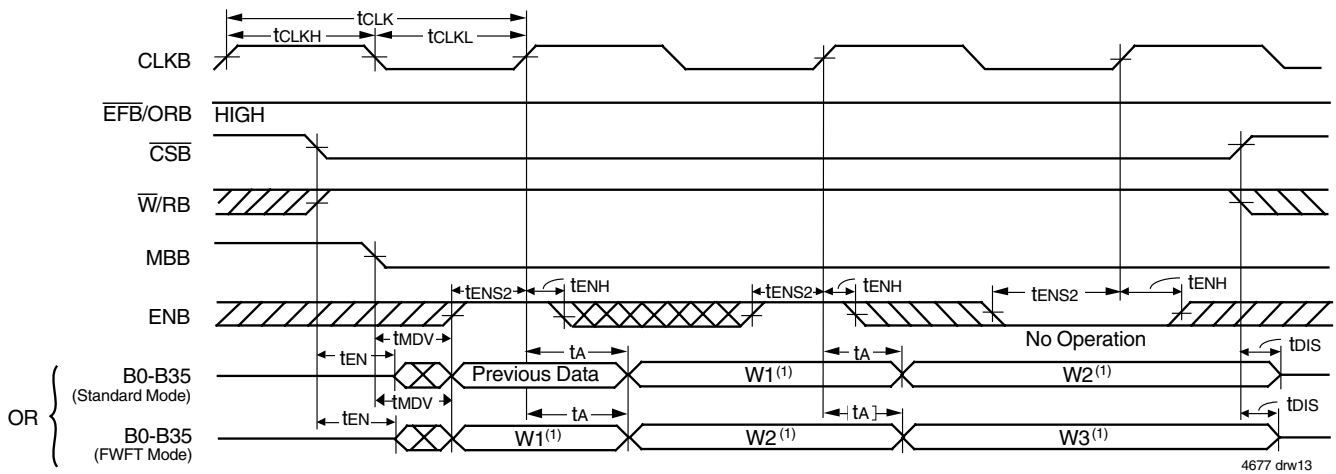 tCLK
tCLKH tCLKL
CLKB
EFB/ORB HIGH
CSB
W/RB
MBB
tENS2 tENH tENS2 tENH tENS2 tENH
ENB No Operation
tMDV
tEN tA tA tDIS
B0-B35 Previous Data W1(1) W2(1)
(Standard Mode)
OR
tMDV
tEN tA [tA] tDIS
B0-B35 W1(1) W2(1) W3(1)
(FWFT Mode)
4677 drw13